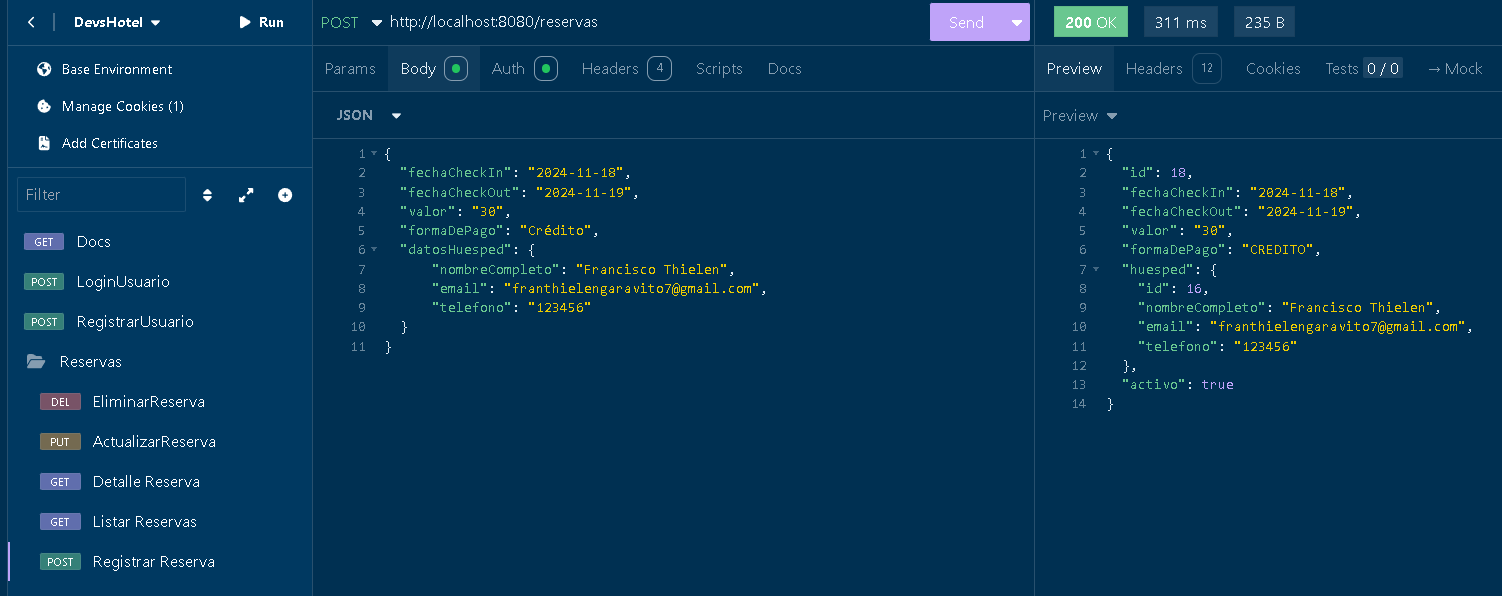 DevsHotel
Run
Base Environment
Manage Cookies (1)
Add Certificates
Filter
GET Docs
POST LoginUsuario
POST RegistrarUsuario
Reservas
DEL EliminarReserva
PUT ActualizarReserva
GET Detalle Reserva
GET Listar Reservas
POST Registrar Reserva
POST http://localhost:8080/reservas
Send
Params Body Auth Headers 4 Scripts Docs
JSON
1 {
2 "fechaCheckIn": "2024-11-18",
3 "fechaCheckOut": "2024-11-19",
4 "valor": "30",
5 "formaDePago": "Crédito",
6 "datosHuesped": {
7 "nombreCompleto": "Francisco Thielen",
8 "email": "franthielengaravito7@gmail.com",
9 "telefono": "123456"
10 }
11 }
200 OK 311 ms 235 B
Preview Headers 12 Cookies Tests 0 / 0 → Mock
Preview
1 {
2 "id": 18,
3 "fechaCheckIn": "2024-11-18",
4 "fechaCheckOut": "2024-11-19",
5 "valor": "30",
6 "formaDePago": "CREDITO",
7 "huesped": {
8 "id": 16,
9 "nombreCompleto": "Francisco Thielen",
10 "email": "franthielengaravito7@gmail.com",
11 "telefono": "123456"
12 },
13 "activo": true
14 }